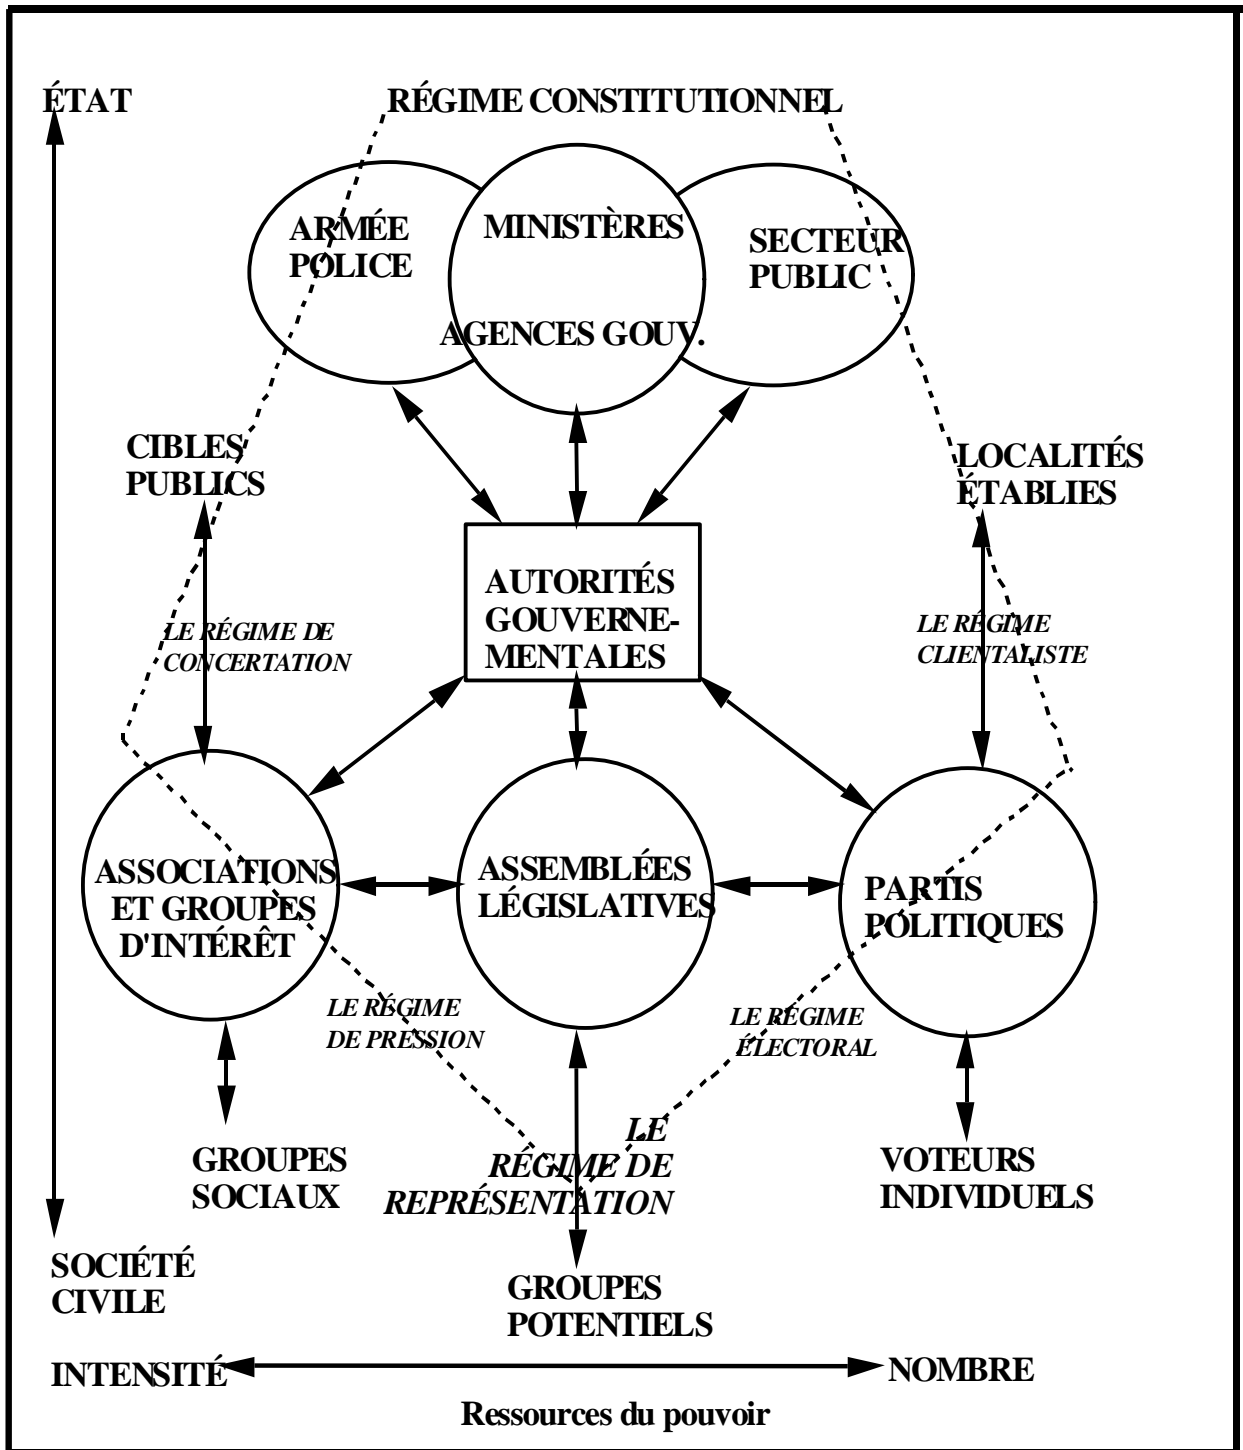 ÉTAT
RÉGIME CONSTITUTIONNEL
ARMÉE
POLICE
MINISTÈRES
AGENCES GOUV.
SECTEUR
PUBLIC
CIBLES
PUBLICS
LOCALITÉS
ÉTABLIES
AUTORITÉS
GOUVERNE-
MENTALES
LE RÉGIME DE
CONCERTATION
LE RÉGIME
CLIENTALISTE
ASSOCIATIONS
ET GROUPES
D'INTÉRÊT
ASSEMBLÉES
LÉGISLATIVES
PARTIS
POLITIQUES
LE RÉGIME
DE PRESSION
LE RÉGIME
ÉLECTORAL
LE
RÉGIME DE
REPRÉSENTATION
GROUPES
SOCIAUX
VOTEURS
INDIVIDUELS
SOCIÉTÉ
CIVILE
GROUPES
POTENTIELS
INTENSITÉ
NOMBRE
Ressources du pouvoir